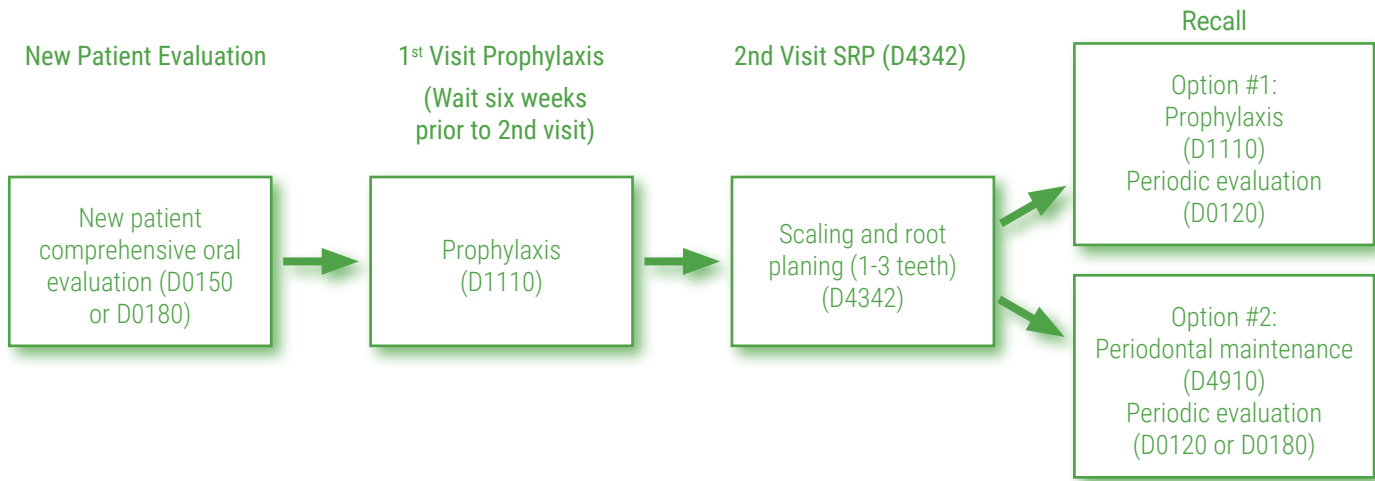 New Patient Evaluation
New patient
comprehensive oral
evaluation (D0150
or D0180)
1st Visit Prophylaxis
(Wait six weeks
prior to 2nd visit)
Prophylaxis
(D1110)
2nd Visit SRP (D4342)
Scaling and root
planing (1-3 teeth)
(D4342)
Recall
Option #1:
Prophylaxis
(D1110)
Periodic evaluation
(D0120)
Option #2:
Periodontal maintenance
(D4910)
Periodic evaluation
(D0120 or D0180)